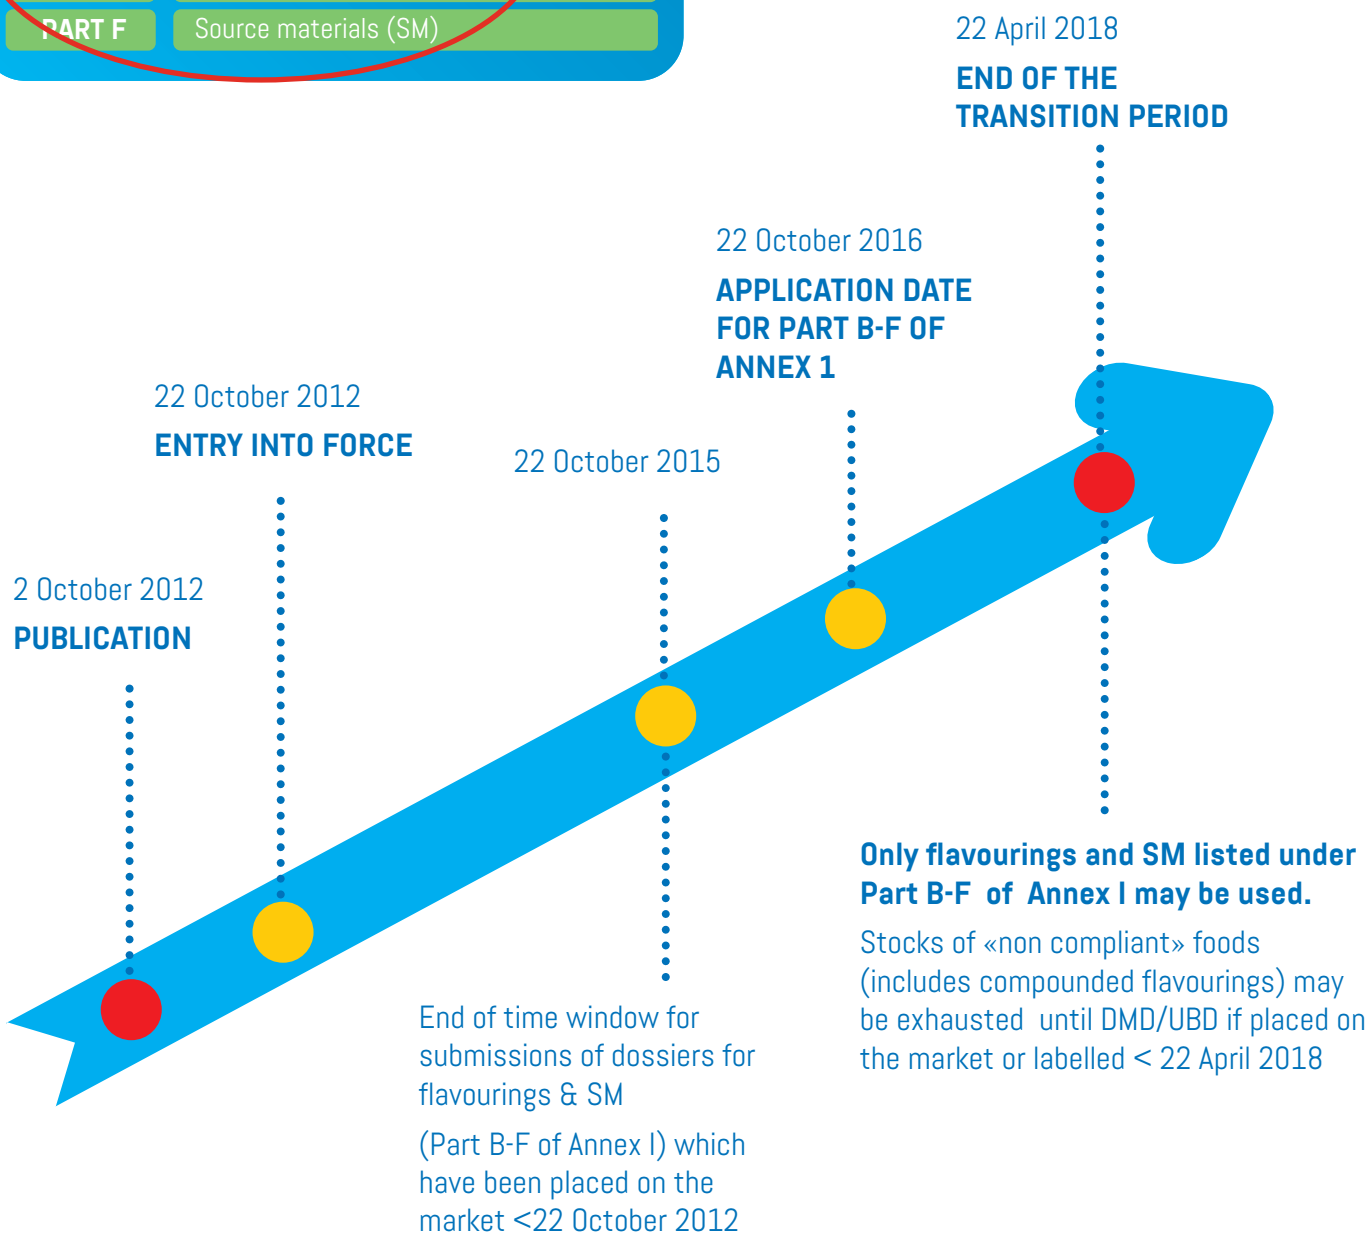 PART F Source materials (SM)
22 April 2018
END OF THE
TRANSITION PERIOD
22 October 2016
APPLICATION DATE
FOR PART B-F OF
ANNEX 1
22 October 2012
ENTRY INTO FORCE
22 October 2015
2 October 2012
PUBLICATION
Only flavourings and SM listed under
Part B-F of Annex I may be used.
Stocks of «non compliant» foods
(includes compounded flavourings) may
be exhausted until DMD/UBD if placed on
the market or labelled < 22 April 2018
End of time window for
submissions of dossiers for
flavourings & SM
(Part B-F of Annex I) which
have been placed on the
market <22 October 2012